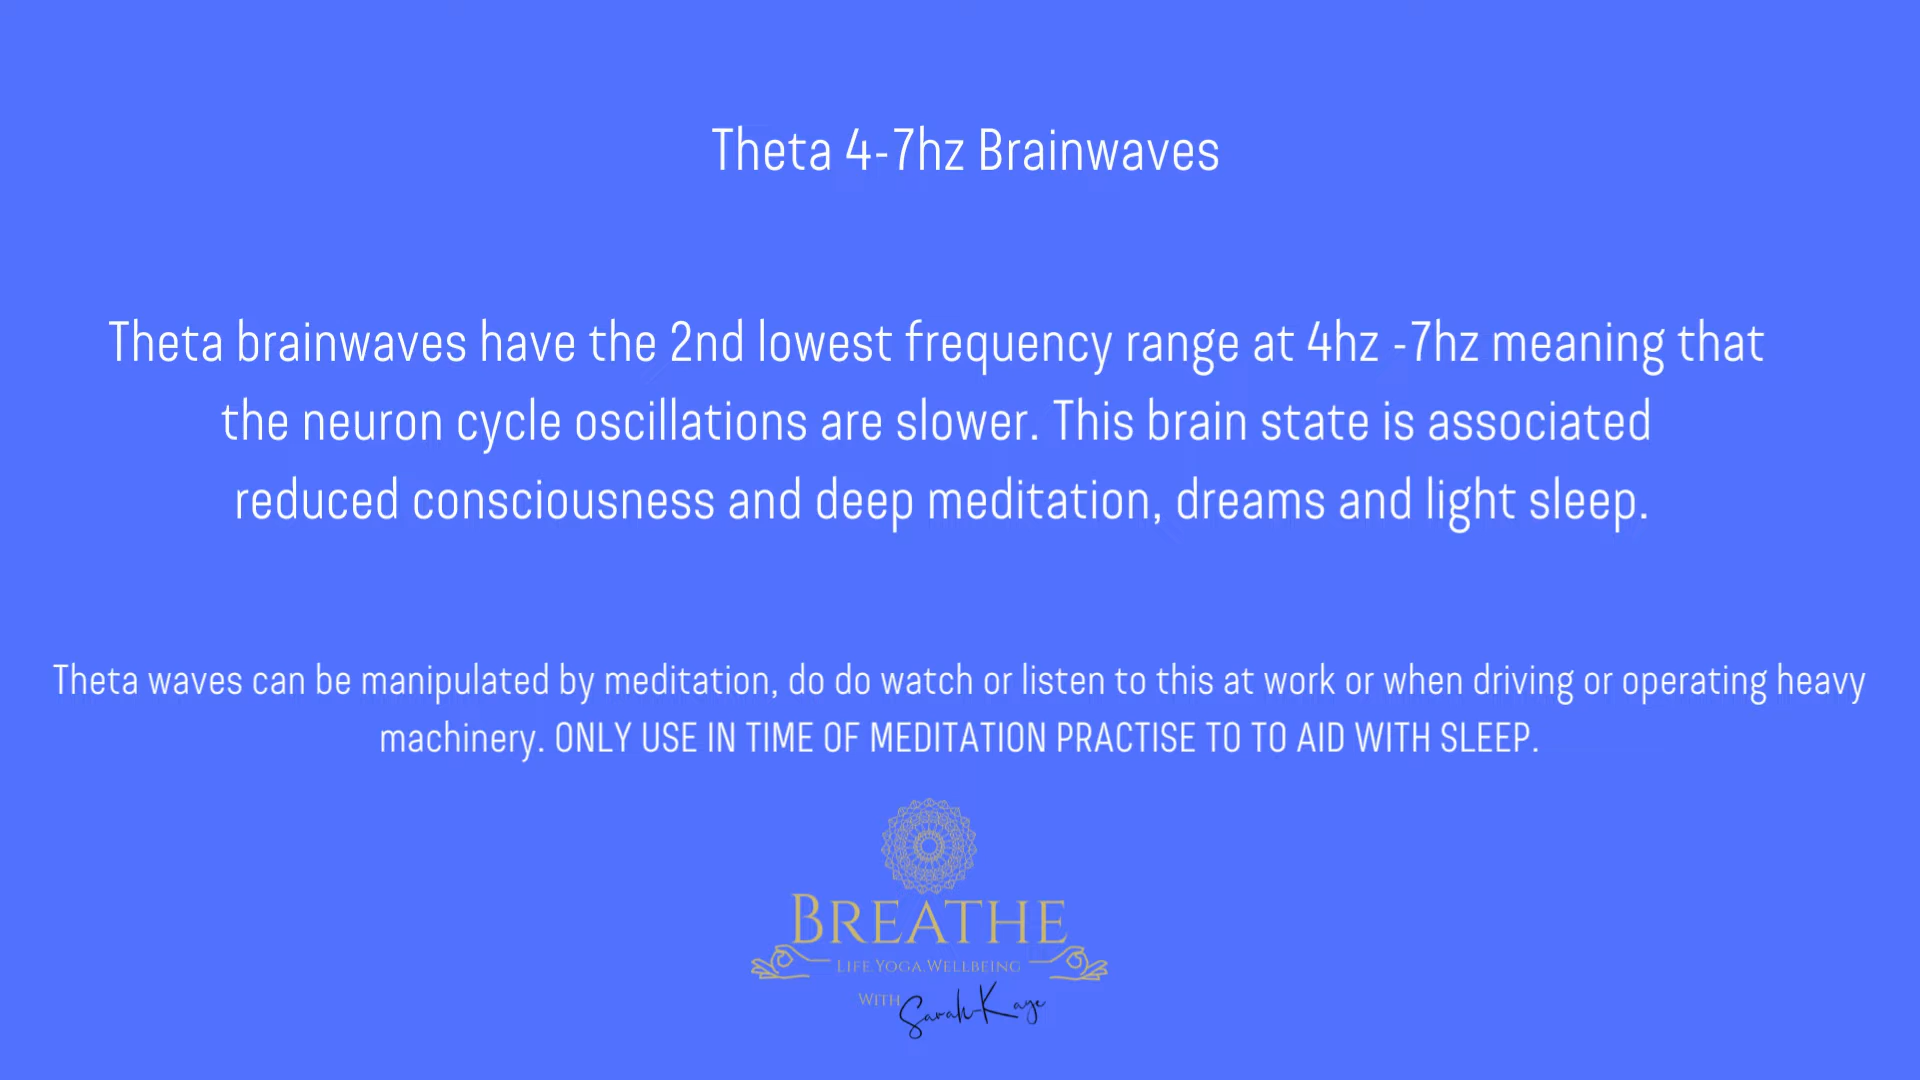 Theta 4-7hz Brainwaves
Theta brainwaves have the 2nd lowest frequency range at 4hz -7hz meaning that
the neuron cycle oscillations are slower. This brain state is associated
reduced consciousness and deep meditation, dreams and light sleep.
Theta waves can be manipulated by meditation, do do watch or listen to this at work or when driving or operating heavy
machinery. ONLY USE IN TIME OF MEDITATION PRACTISE TO TO AID WITH SLEEP.
BREATHE
LIFE.YOGA.WELLBEING
WITH Sarah-Kaye